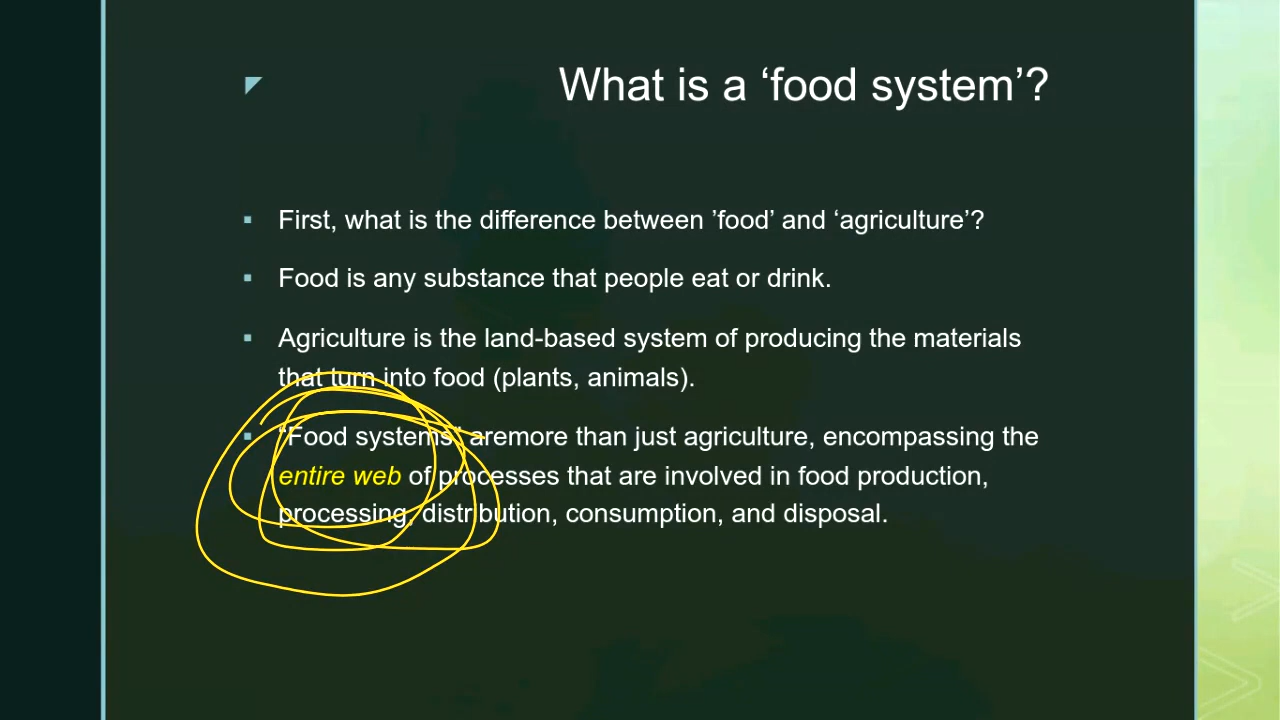 What is a ‘food system’?
First, what is the difference between ’food’ and ‘agriculture’?
Food is any substance that people eat or drink.
Agriculture is the land-based system of producing the materials
that turn into food (plants, animals).
“Food systems” aremore than just agriculture, encompassing the
entire web of processes that are involved in food production,
processing, distribution, consumption, and disposal.